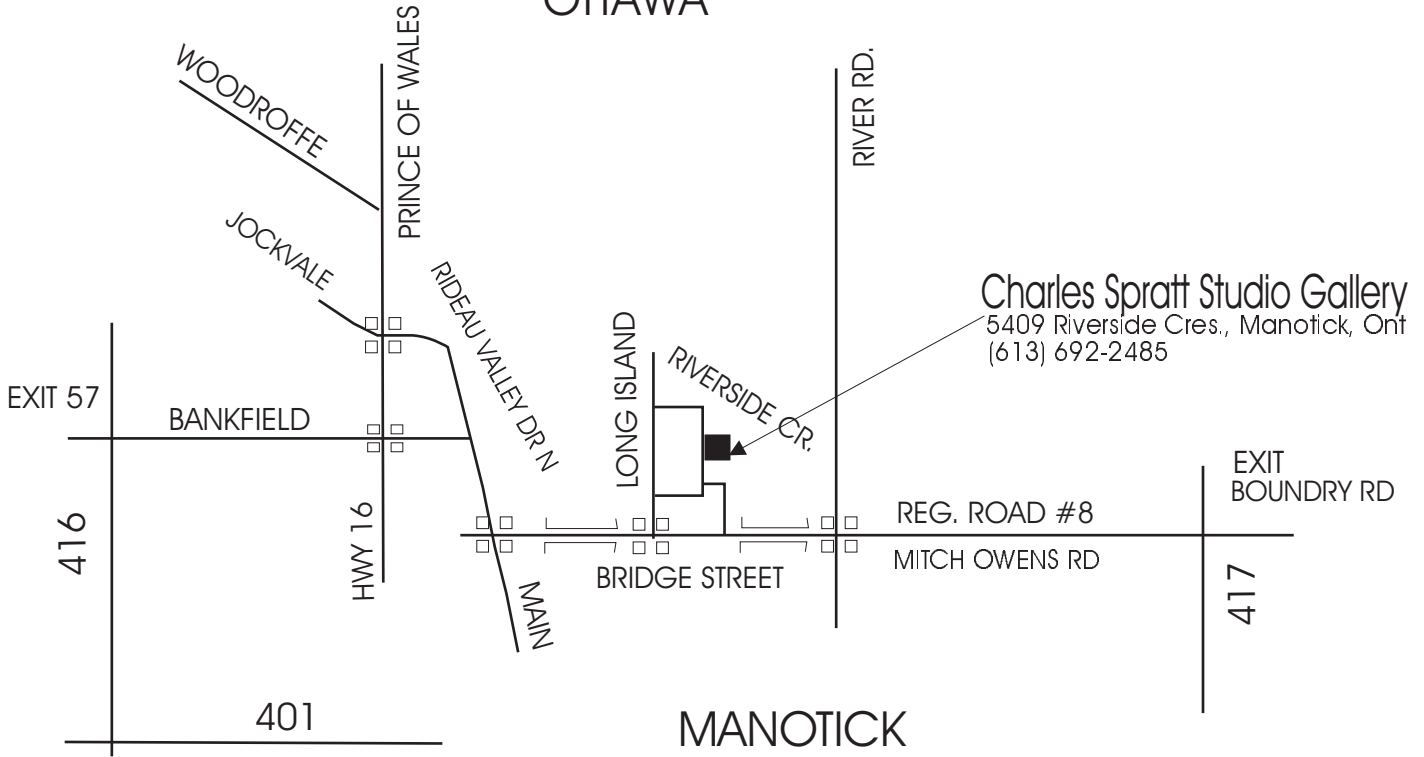 OTTAWA
WOODROFFE
PRINCE OF WALES
RIVER RD.
JOCKVALE
RIDEAU VALLEY DR N
LONG ISLAND
RIVERSIDE CR.
Charles Spratt Studio Gallery
5409 Riverside Cres., Manotick, Ont
(613) 692-2485
EXIT 57
BANKFIELD
EXIT
BOUNDRY RD
416
HWY 16
REG. ROAD #8
MITCH OWENS RD
BRIDGE STREET
MAIN
417
401
MANOTICK